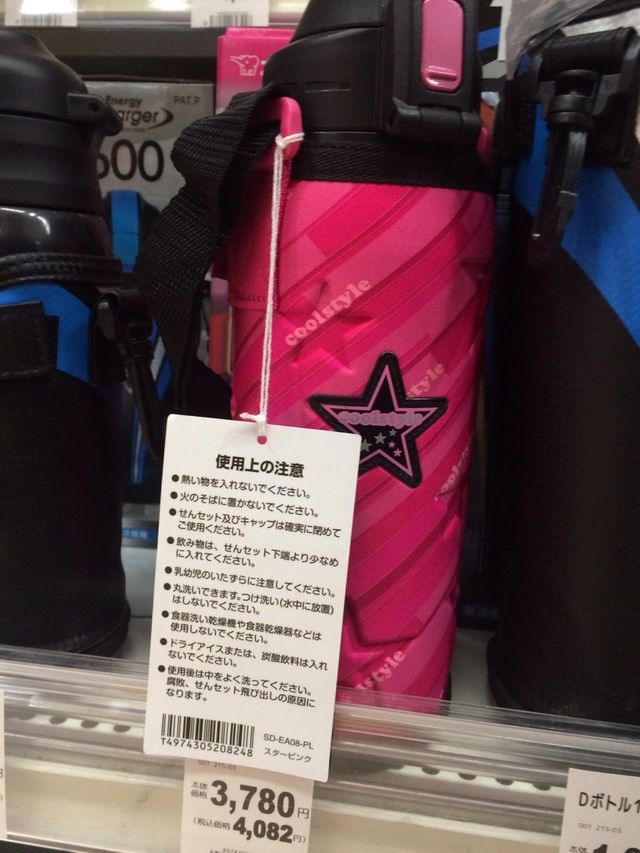 Energy
arger
PAT.P
600
coolstyle
style
coolstyle
style
使用上の注意
●熱い物を入れないでください。
●火のそばに置かないでください。
●せんセット及びキャップは確実に閉めて
ご使用ください。
●飲み物は、せんセット下端より少なめ
に入れてください。
●乳幼児のいたずらに注意してください。
●丸洗いできます。つけ洗い(水中に放置)
はしないでください。
●食器洗い乾燥機や食器乾燥器などは
使用しないでください。
●ドライアイスまたは、炭酸飲料は入れ
ないでください。
●使用後は中をよく洗ってください。
腐敗、せんセット飛び出しの原因に
なります。
T4974305208248
SD-EA08-PL
スターピンク
001 215-03
本体
価格
3,780円
(税込価格 4,082円)
Dボトル1
001 215-03
本体